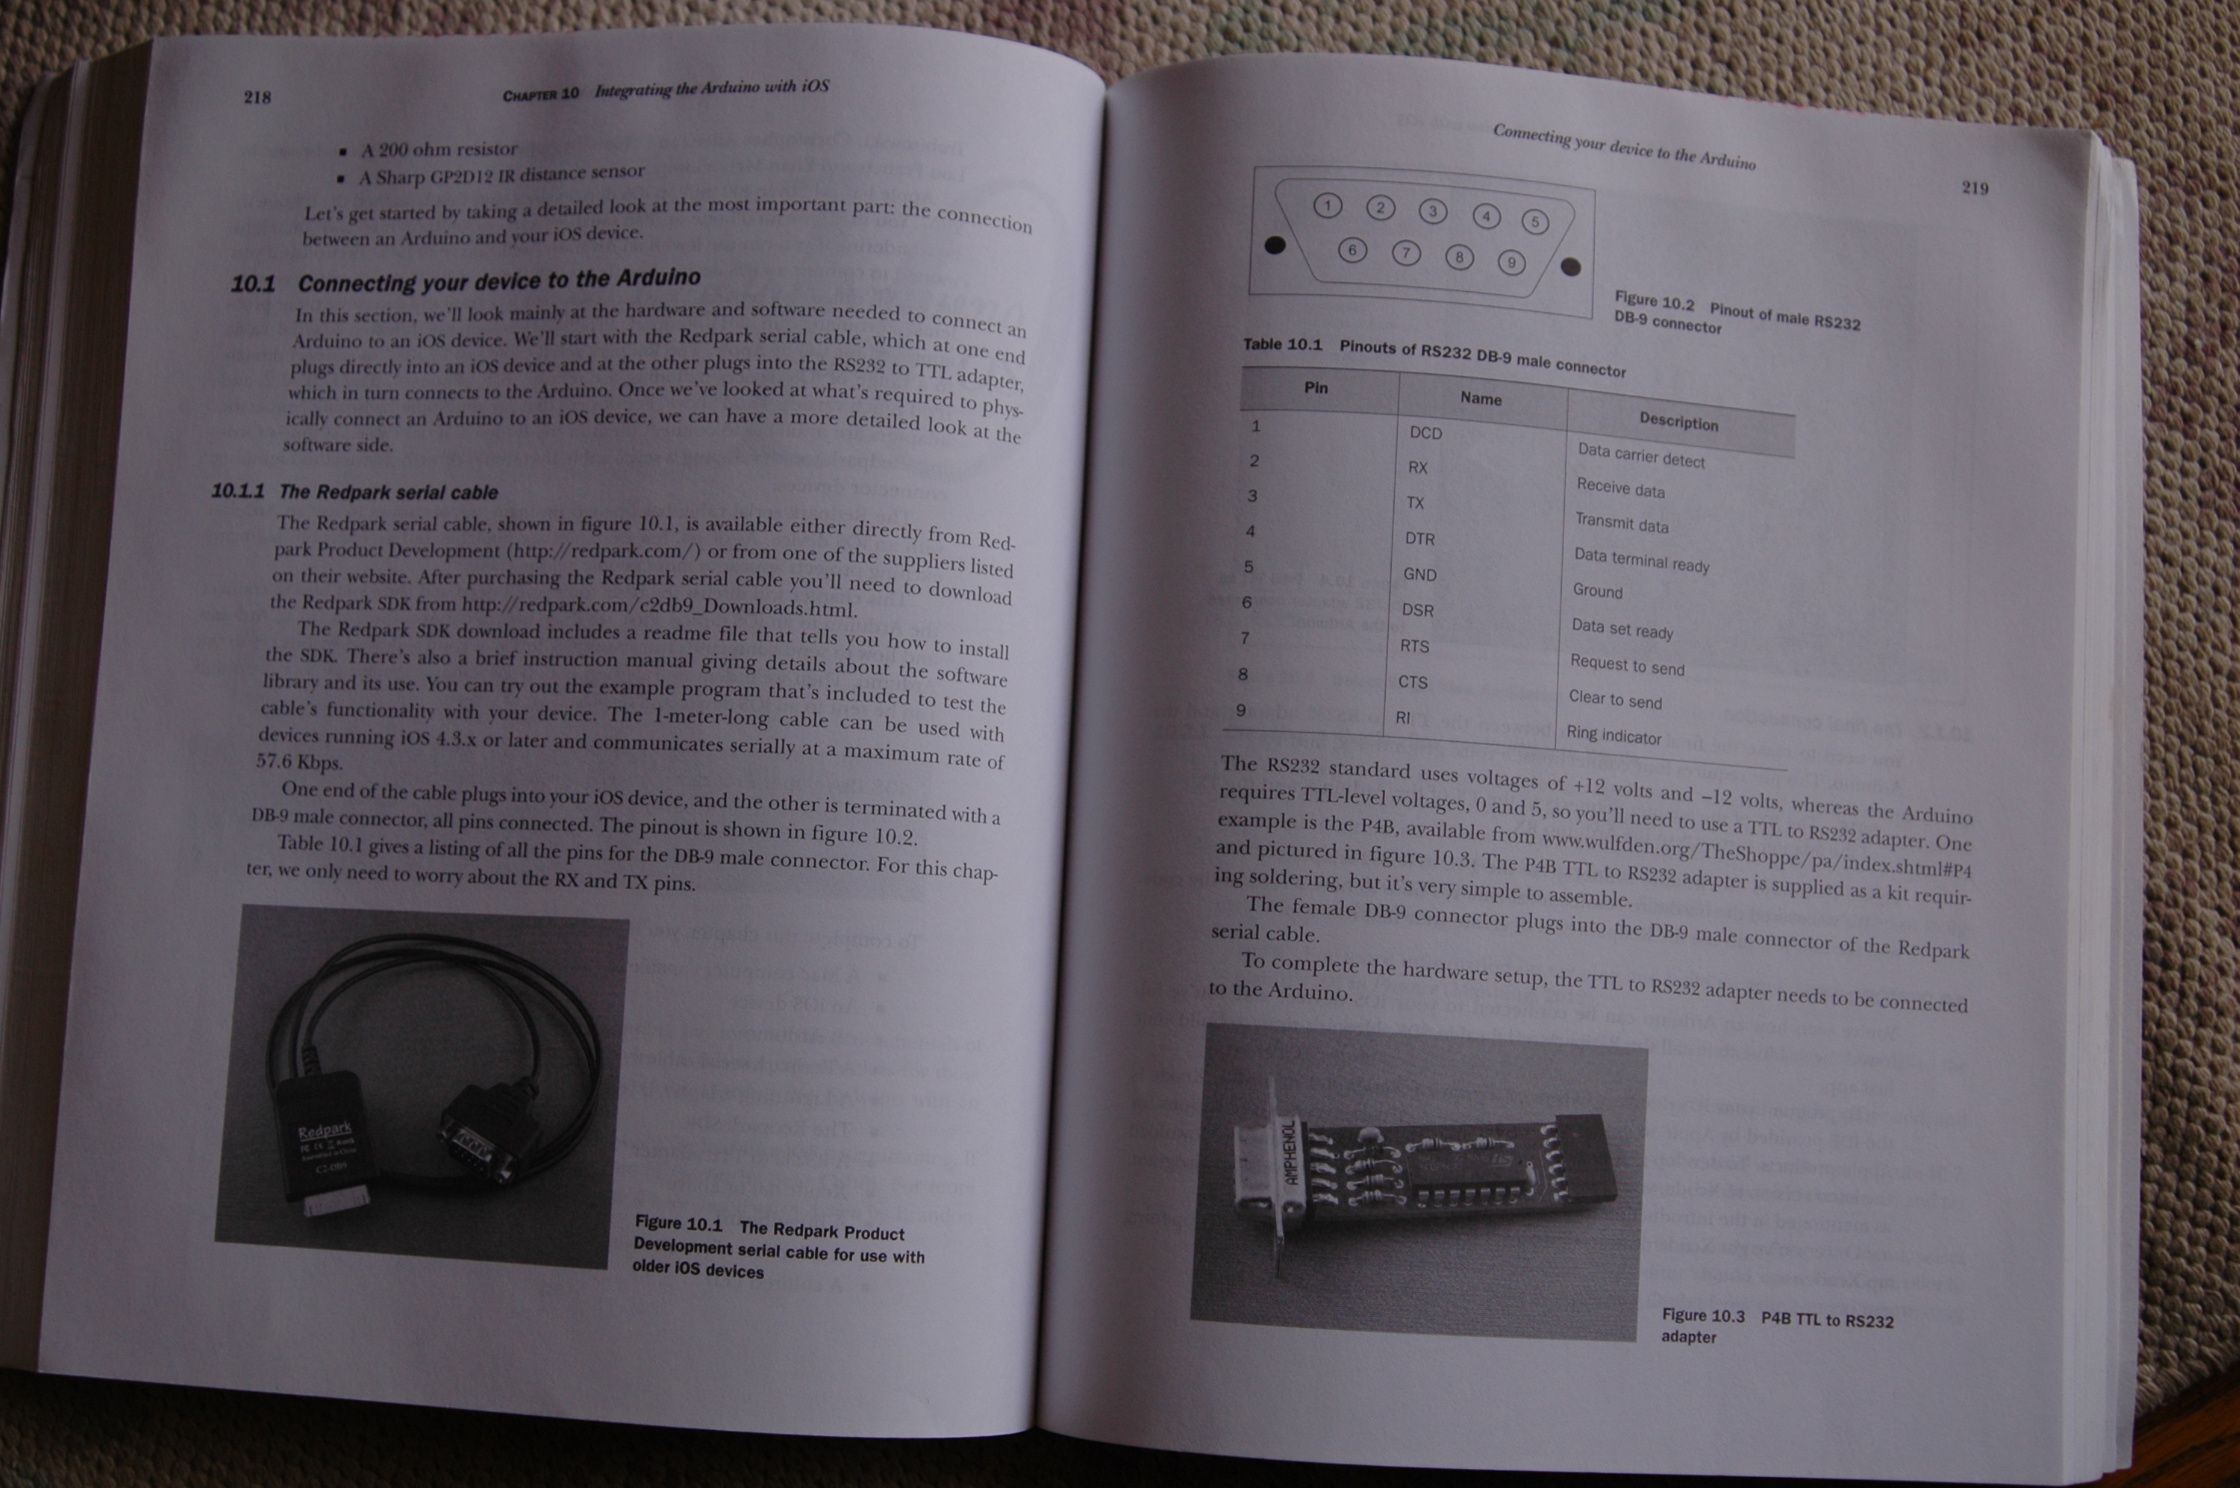 218
CHAPTER 10 Integrating the Arduino with iOS
■ A 200 ohm resistor
■ A Sharp GP2D12 IR distance sensor
Let's get started by taking a detailed look at the most important part: the connection
between an Arduino and your iOS device.
10.1 Connecting your device to the Arduino
In this section, we'll look mainly at the hardware and software needed to connect an
Arduino to an iOS device. We'll start with the Redpark serial cable, which at one end
plugs directly into an iOS device and at the other plugs into the RS232 to TTL adapter,
which in turn connects to the Arduino. Once we've looked at what's required to phys-
ically connect an Arduino to an iOS device, we can have a more detailed look at the
software side.
10.1.1 The Redpark serial cable
The Redpark serial cable, shown in figure 10.1, is available either directly from Red-
park Product Development (http://redpark.com/) or from one of the suppliers listed
on their website. After purchasing the Redpark serial cable you'll need to download
the Redpark SDK from http://redpark.com/c2db9_Downloads.html.
The Redpark SDK download includes a readme file that tells you how to install
the SDK. There's also a brief instruction manual giving details about the software
library and its use. You can try out the example program that's included to test the
cable's functionality with your device. The 1-meter-long cable can be used with
devices running iOS 4.3.x or later and communicates serially at a maximum rate of
57.6 Kbps.
One end of the cable plugs into your iOS device, and the other is terminated with a
DB-9 male connector, all pins connected. The pinout is shown in figure 10.2.
Table 10.1 gives a listing of all the pins for the DB-9 male connector. For this chap-
ter, we only need to worry about the RX and TX pins.
Redpark
Figure 10.1 The Redpark Product
Development serial cable for use with
older iOS devices
Connecting your device to the Arduino
219
1 2 3 4 5
6 7 8 9
Figure 10.2 Pinout of male RS232
DB-9 connector
Table 10.1 Pinouts of RS232 DB-9 male connector
Pin Name Description
1 DCD Data carrier detect
2 RX Receive data
3 TX Transmit data
4 DTR Data terminal ready
5 GND Ground
6 DSR Data set ready
7 RTS Request to send
8 CTS Clear to send
9 RI Ring indicator
The RS232 standard uses voltages of +12 volts and –12 volts, whereas the Arduino
requires TTL-level voltages, 0 and 5, so you'll need to use a TTL to RS232 adapter. One
example is the P4B, available from www.wulfden.org/TheShoppe/pa/index.shtml#P4
and pictured in figure 10.3. The P4B TTL to RS232 adapter is supplied as a kit requir-
ing soldering, but it's very simple to assemble.
The female DB-9 connector plugs into the DB-9 male connector of the Redpark
serial cable.
To complete the hardware setup, the TTL to RS232 adapter needs to be connected
to the Arduino.
AMPHENOL
Figure 10.3 P4B TTL to RS232
adapter